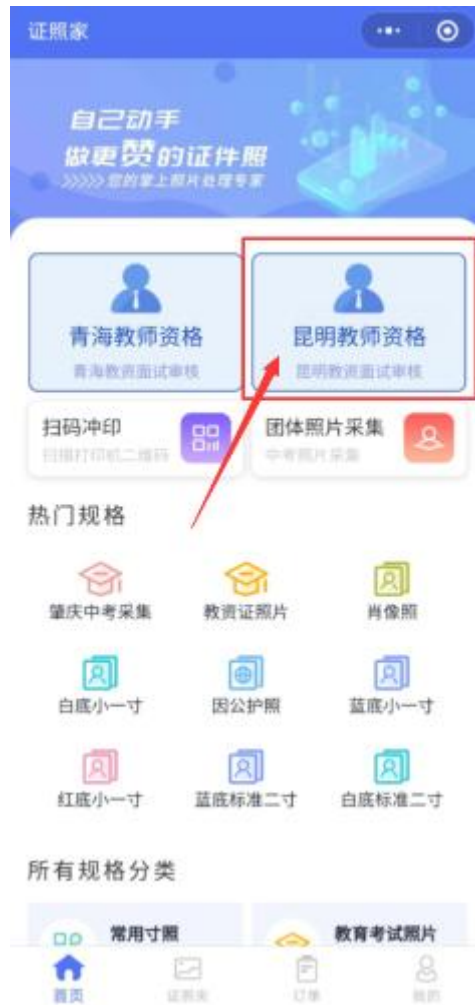 证照家
自己动手
做更赞的证件照
>>>>>您的掌上照片处理专家
青海教师资格
昆明教师资格
青海教资面试审核
昆明教资面试审核
扫码冲印
团体照片采集
扫描打印机二维码
中考照片采集
热门规格
肇庆中考采集
教资证照片
肖像照
白底小一寸
因公护照
蓝底小一寸
红底小一寸
蓝底标准二寸
白底标准二寸
所有规格分类
常用寸照
教育考试照片
首页
证照家
订单
我的